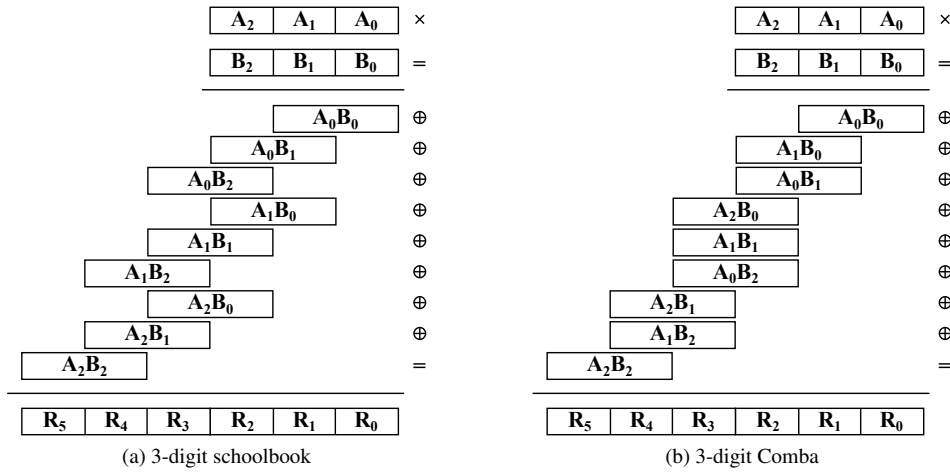 A₂ A₁ A₀ ×
B₂ B₁ B₀ =
A₀B₀ ⊕
A₀B₁ ⊕
A₀B₂ ⊕
A₁B₀ ⊕
A₁B₁ ⊕
A₁B₂ ⊕
A₂B₀ ⊕
A₂B₁ ⊕
A₂B₂ =
R₅ R₄ R₃ R₂ R₁ R₀
(a) 3-digit schoolbook
A₂ A₁ A₀ ×
B₂ B₁ B₀ =
A₀B₀ ⊕
A₁B₀ ⊕
A₀B₁ ⊕
A₂B₀ ⊕
A₁B₁ ⊕
A₀B₂ ⊕
A₂B₁ ⊕
A₁B₂ ⊕
A₂B₂ =
R₅ R₄ R₃ R₂ R₁ R₀
(b) 3-digit Comba